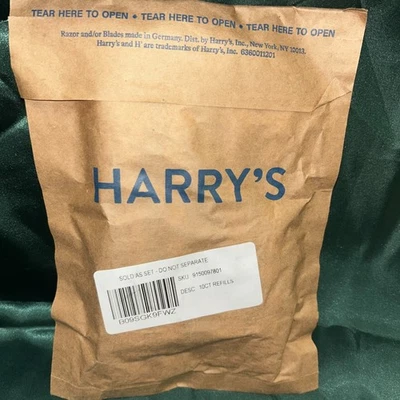 TEAR HERE TO OPEN • TEAR HERE TO OPEN • TEAR HERE TO OPEN
Razor and/or Blades made in Germany. Dist. by Harry's, Inc., New York, NY 10013.
Harry's and H' are trademarks of Harry's, Inc. 6360011201
HARRY'S
SOLD AS SET - DO NOT SEPARATE
SKU: 9150097801
DESC: 10CT REFILLS
B09SGK9FWZ